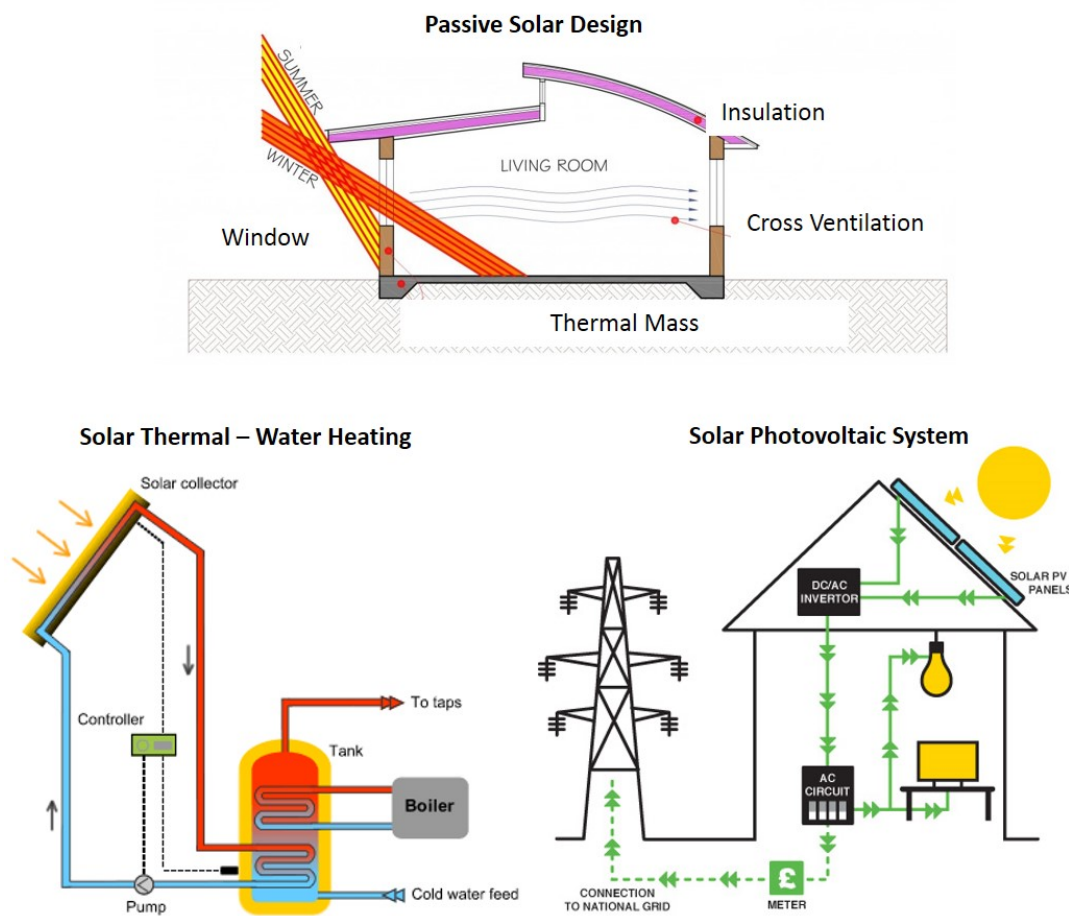 Passive Solar Design
SUMMER
WINTER
Insulation
LIVING ROOM
Window
Cross Ventilation
Thermal Mass
Solar Thermal – Water Heating
Solar collector
Controller
To taps
Tank
Boiler
Cold water feed
Pump
Solar Photovoltaic System
SOLAR PV
PANELS
DC/AC
INVERTOR
AC
CIRCUIT
£
METER
CONNECTION
TO NATIONAL GRID